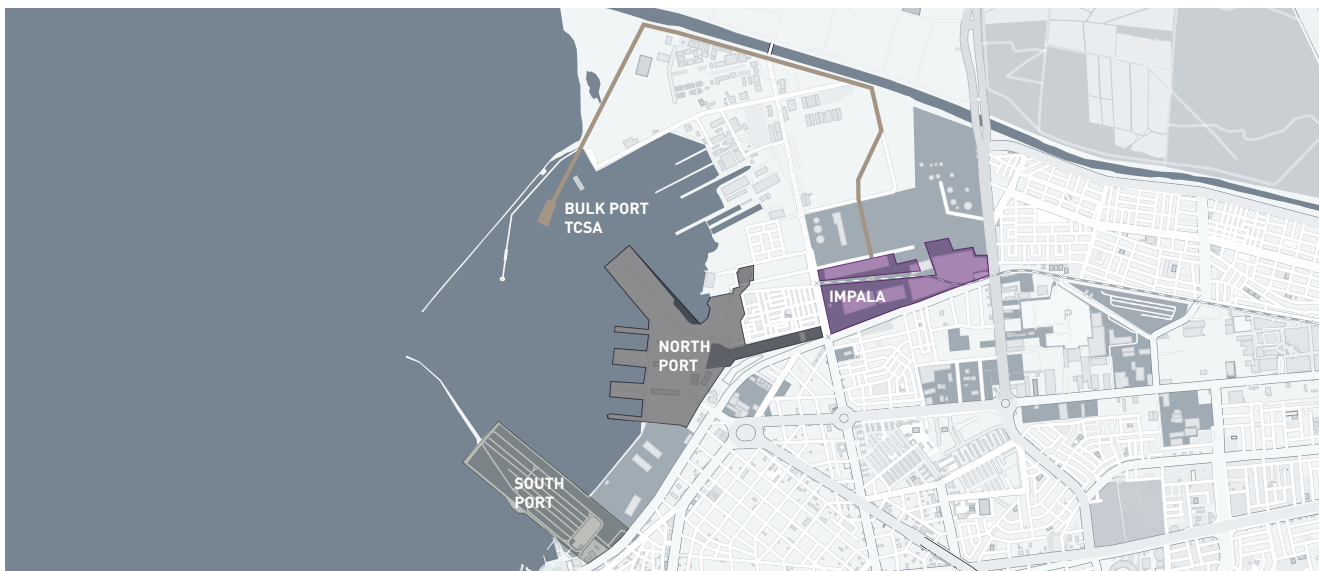 BULK PORT
TCSA
IMPALA
NORTH
PORT
SOUTH
PORT